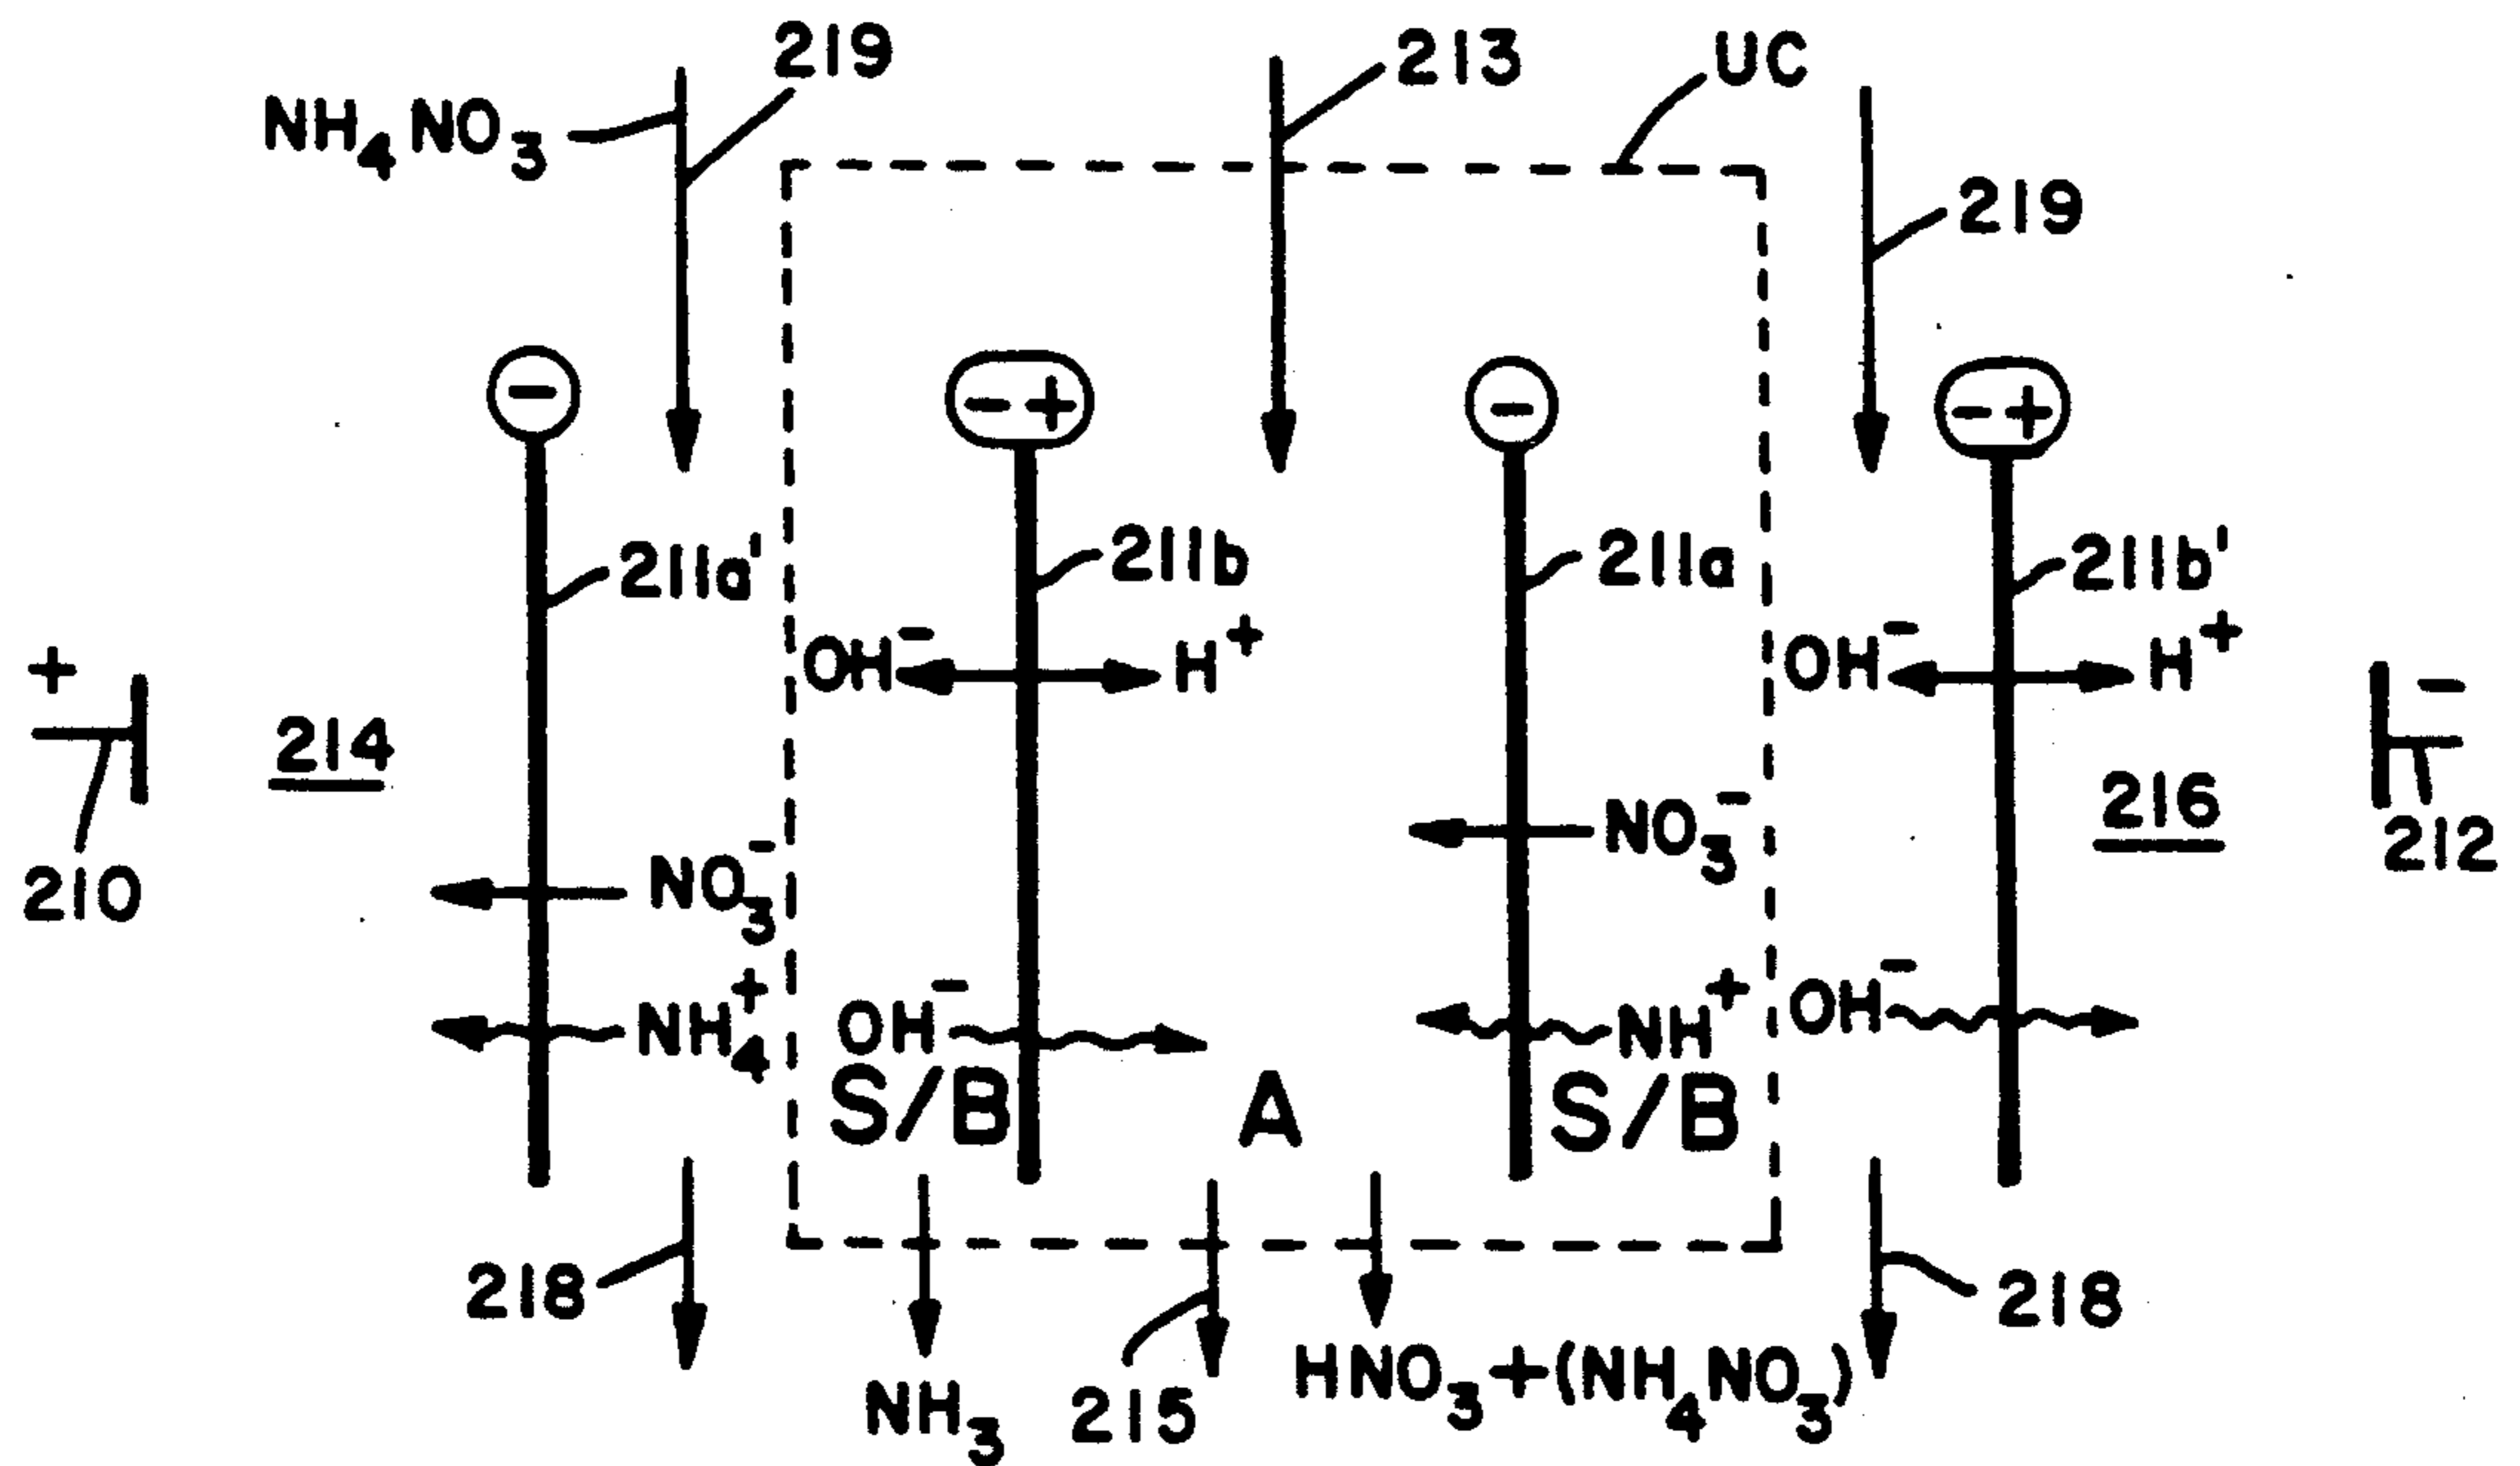 219
213
UC
NH4NO3
219
−
− +
−
− +
211a'
211b
211a
211b'
OH− H+
OH− H+
+
−
214
216
210
212
NO3−
NO3−
NH4+
OH−
NH+
OH−
S/B
A
S/B
218
218
NH3
215
HNO3+(NH4NO3)